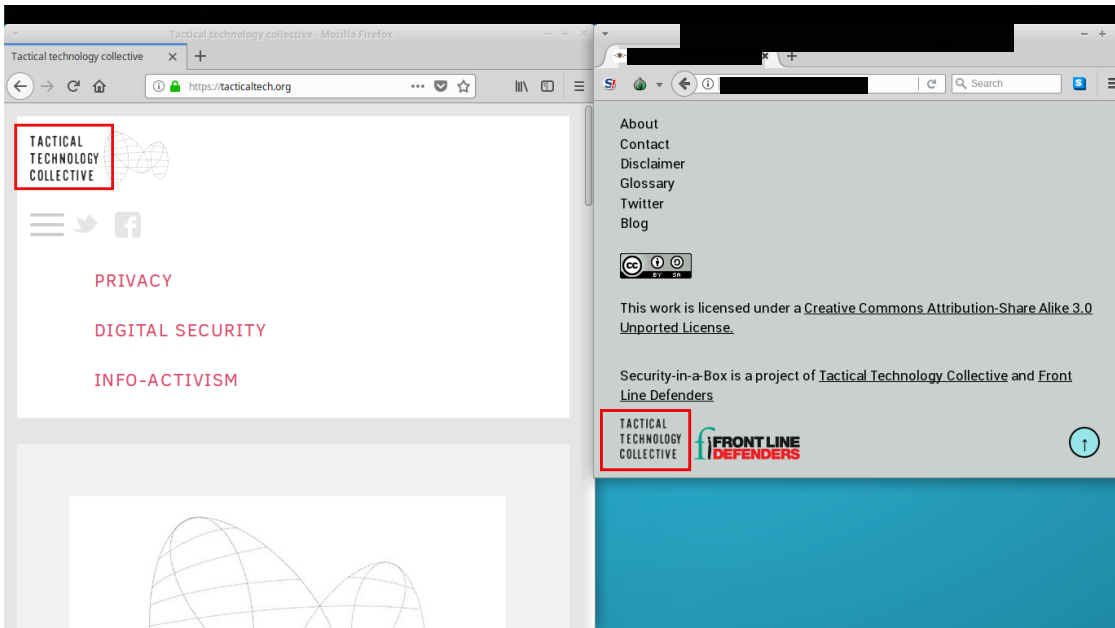 Tactical technology collective - Mozilla Firefox
Tactical technology collective
https://tacticaltech.org
TACTICAL
TECHNOLOGY
COLLECTIVE
PRIVACY
DIGITAL SECURITY
INFO-ACTIVISM
S!
Search
S
About
Contact
Disclaimer
Glossary
Twitter
Blog
cc
BY SA
This work is licensed under a Creative Commons Attribution-Share Alike 3.0
Unported License.
Security-in-a-Box is a project of Tactical Technology Collective and Front
Line Defenders
TACTICAL
TECHNOLOGY
COLLECTIVE
FRONT LINE
DEFENDERS